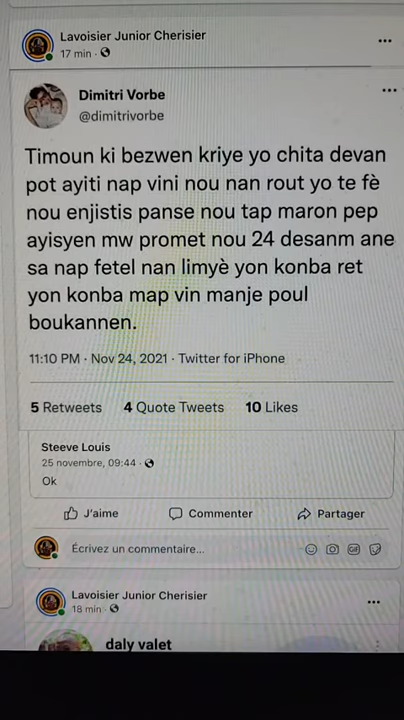 Lavoisier Junior Cherisier
17 min ·
Dimitri Vorbe
@dimitrivorbe
Timoun ki bezwen kriye yo chita devan
pot ayiti nap vini nou nan rout yo te fè
nou enjistis panse nou tap maron pep
ayisyen mw promet nou 24 desanm ane
sa nap fetel nan limyè yon konba ret
yon konba map vin manje poul
boukannen.
11:10 PM · Nov 24, 2021 · Twitter for iPhone
5 Retweets 4 Quote Tweets 10 Likes
Steeve Louis
25 novembre, 09:44 ·
Ok
J'aime Commenter Partager
Écrivez un commentaire...
GIF
Lavoisier Junior Cherisier
18 min ·
daly valet